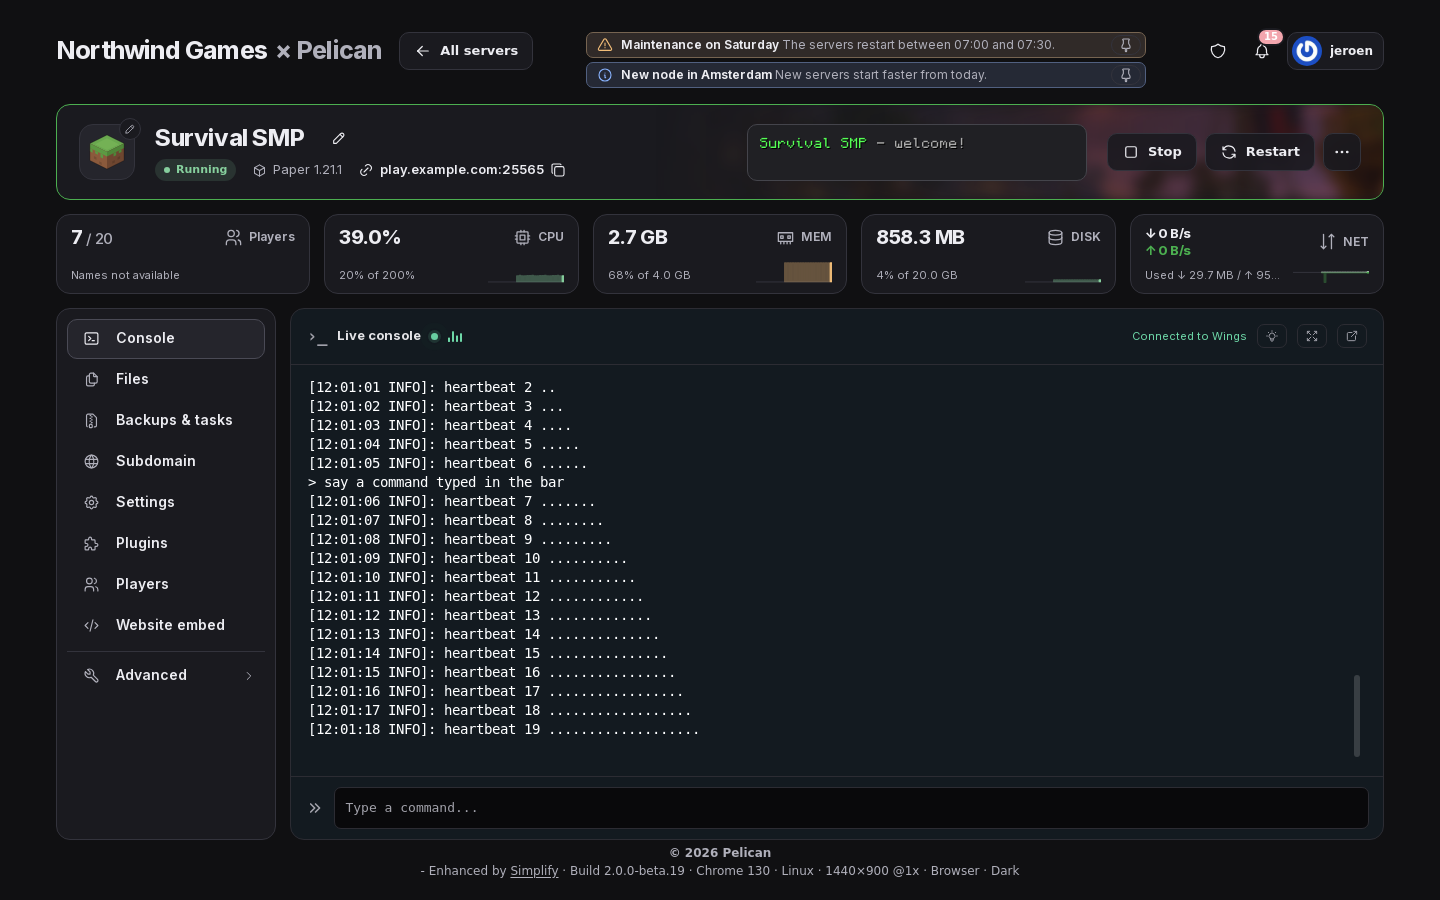 Northwind Games × Pelican
All servers
Maintenance on Saturday The servers restart between 07:00 and 07:30.
New node in Amsterdam New servers start faster from today.
15
jeroen
Survival SMP
Running
Paper 1.21.1
play.example.com:25565
Survival SMP - welcome!
Stop
Restart
7 / 20
Players
Names not available
39.0%
CPU
20% of 200%
2.7 GB
MEM
68% of 4.0 GB
858.3 MB
DISK
4% of 20.0 GB
↓ 0 B/s
↑ 0 B/s
NET
Used ↓ 29.7 MB / ↑ 95...
Console
Files
Backups & tasks
Subdomain
Settings
Plugins
Players
Website embed
Advanced
Live console
Connected to Wings
[12:01:01 INFO]: heartbeat 2 ..
[12:01:02 INFO]: heartbeat 3 ...
[12:01:03 INFO]: heartbeat 4 ....
[12:01:04 INFO]: heartbeat 5 .....
[12:01:05 INFO]: heartbeat 6 ......
> say a command typed in the bar
[12:01:06 INFO]: heartbeat 7 .......
[12:01:07 INFO]: heartbeat 8 ........
[12:01:08 INFO]: heartbeat 9 .........
[12:01:09 INFO]: heartbeat 10 ..........
[12:01:10 INFO]: heartbeat 11 ...........
[12:01:11 INFO]: heartbeat 12 ............
[12:01:12 INFO]: heartbeat 13 .............
[12:01:13 INFO]: heartbeat 14 ..............
[12:01:14 INFO]: heartbeat 15 ...............
[12:01:15 INFO]: heartbeat 16 ................
[12:01:16 INFO]: heartbeat 17 .................
[12:01:17 INFO]: heartbeat 18 ..................
[12:01:18 INFO]: heartbeat 19 ...................
Type a command...
© 2026 Pelican
- Enhanced by Simplify · Build 2.0.0-beta.19 · Chrome 130 · Linux · 1440×900 @1x · Browser · Dark